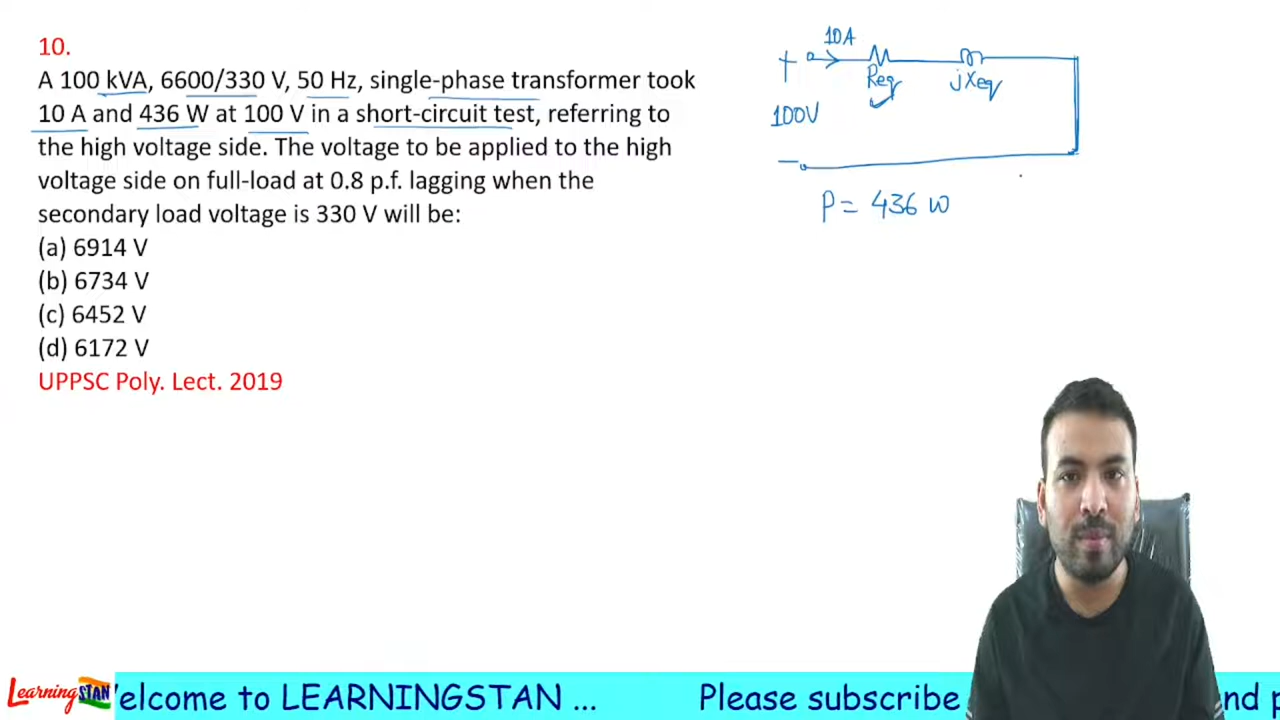 10.
A 100 kVA, 6600/330 V, 50 Hz, single-phase transformer took
10 A and 436 W at 100 V in a short-circuit test, referring to
the high voltage side. The voltage to be applied to the high
voltage side on full-load at 0.8 p.f. lagging when the
secondary load voltage is 330 V will be:
(a) 6914 V
(b) 6734 V
(c) 6452 V
(d) 6172 V
UPPSC Poly. Lect. 2019
10A
+
Req
jXeq
100V
−
P = 436 W
LearningSTAN
Welcome to LEARNINGSTAN ... Please subscribe nd p